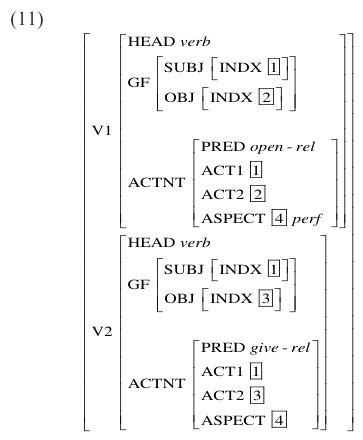 (11)
HEAD verb
GF SUBJ [INDX 1]
OBJ [INDX 2]
V1
PRED open - rel
ACT1 1
ACTNT ACT2 2
ASPECT 4 perf
HEAD verb
GF SUBJ [INDX 1]
OBJ [INDX 3]
V2
PRED give - rel
ACT1 1
ACTNT ACT2 3
ASPECT 4